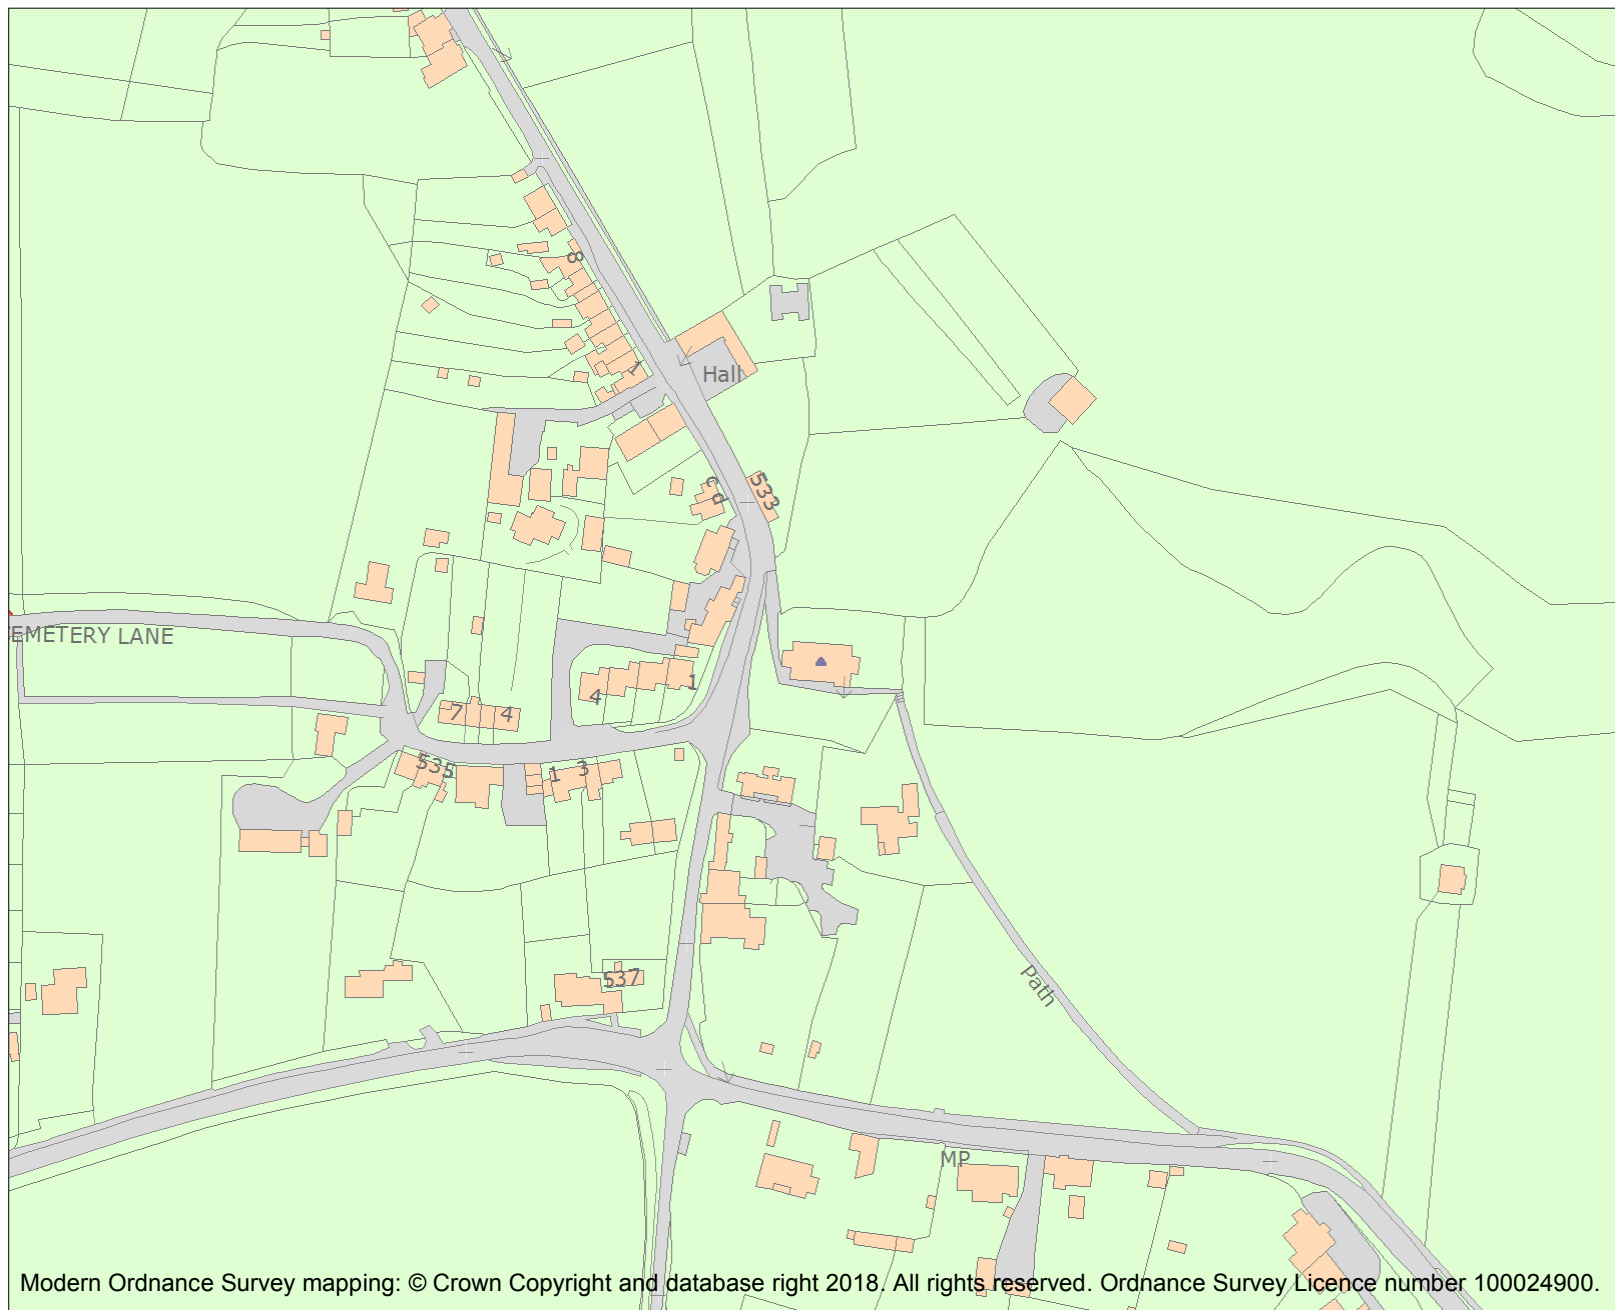 8
1
Hall
533
c d
CEMETERY LANE
4
1
7
4
535
1
3
537
Path
MP
Modern Ordnance Survey mapping: © Crown Copyright and database right 2018. All rights reserved. Ordnance Survey Licence number 100024900.